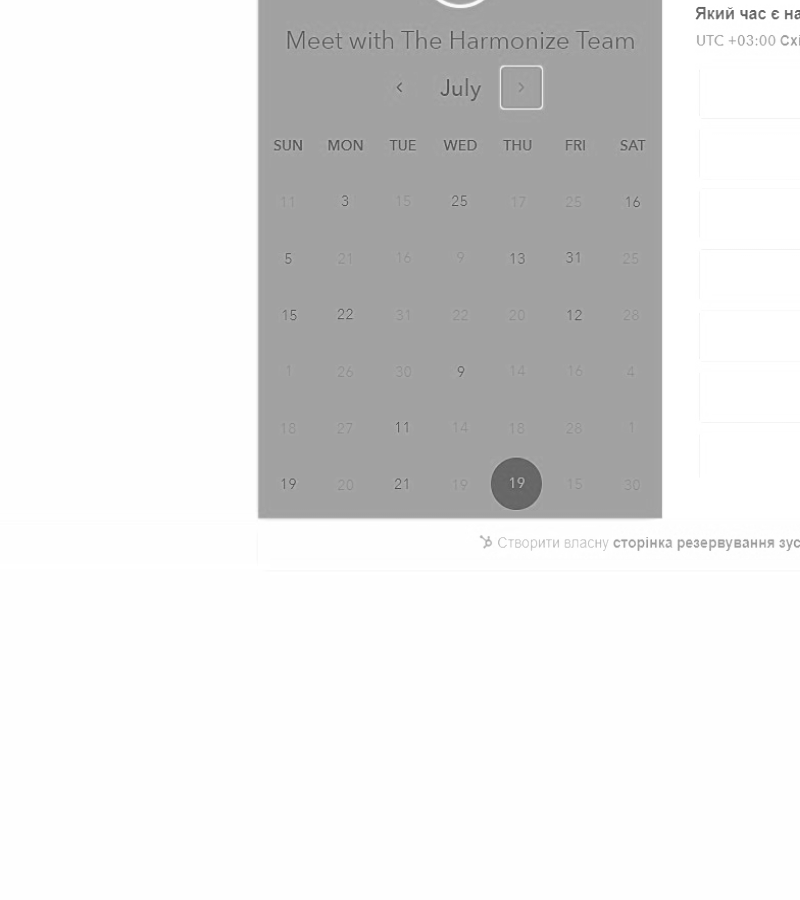 Який час є на
Meet with The Harmonize Team
UTC +03:00 Схі
July
SUN MON TUE WED THU FRI SAT
11 3 15 25 17 25 16
5 21 16 9 13 31 25
15 22 31 22 20 12 28
1 26 30 9 14 16 4
18 27 11 14 18 28 1
19 20 21 19 19 15 30
Створити власну сторінка резервування зус